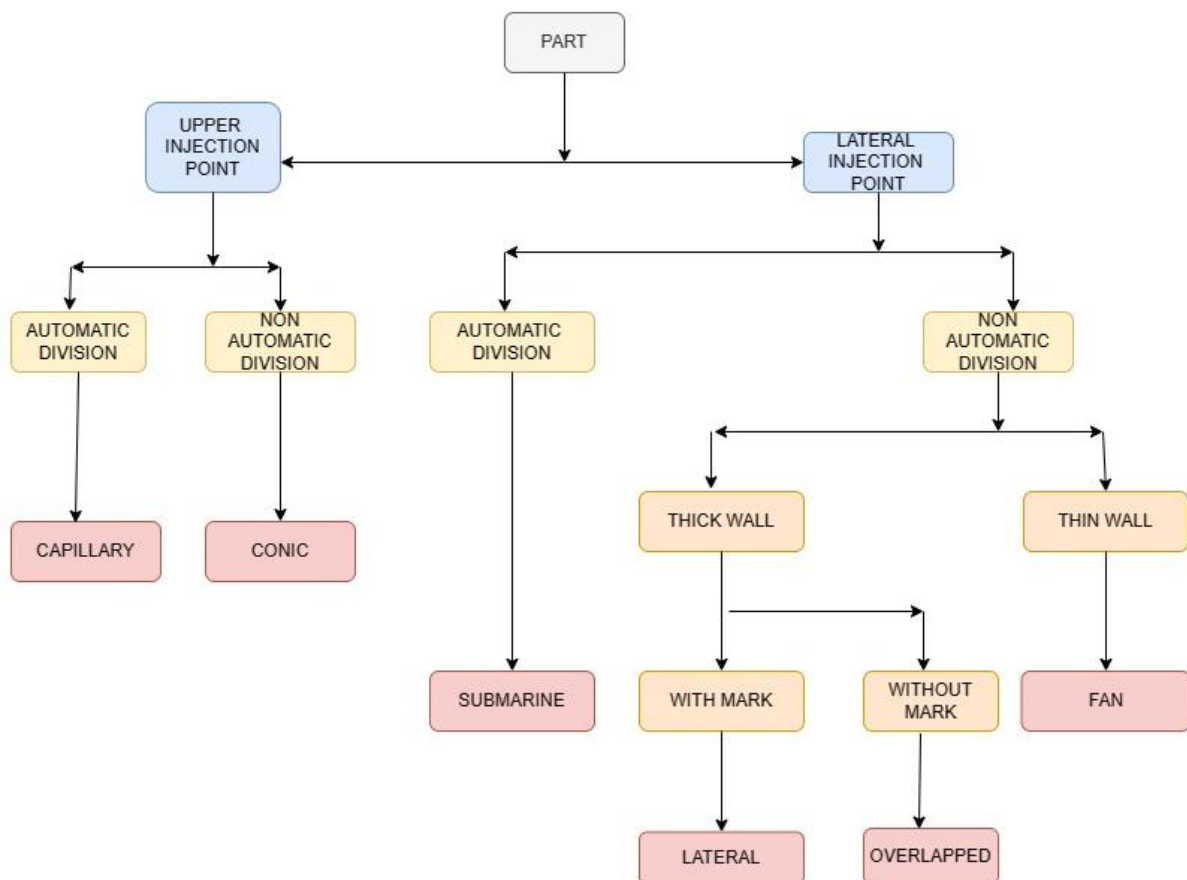 PART
UPPER
INJECTION
POINT
LATERAL
INJECTION
POINT
AUTOMATIC
DIVISION
NON
AUTOMATIC
DIVISION
AUTOMATIC
DIVISION
NON
AUTOMATIC
DIVISION
CAPILLARY
CONIC
THICK WALL
THIN WALL
SUBMARINE
WITH MARK
WITHOUT
MARK
FAN
LATERAL
OVERLAPPED